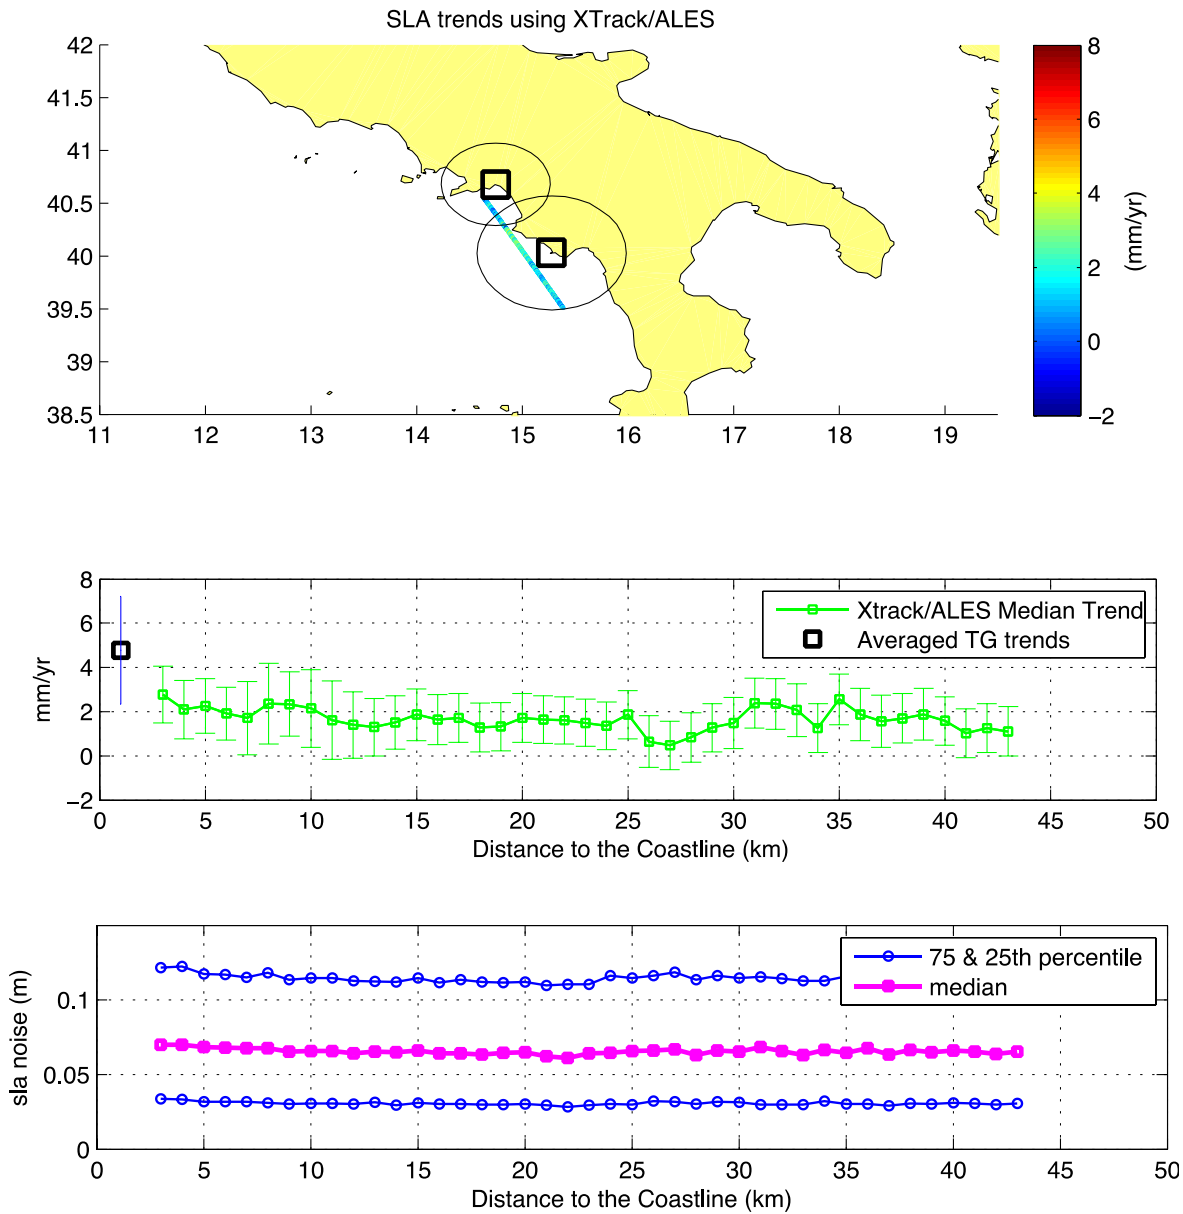 SLA trends using XTrack/ALES
42
41.5
41
40.5
40
39.5
39
38.5
11 12 13 14 15 16 17 18 19
8
6
4
2
0
−2
(mm/yr)
8
6
4
2
0
−2
mm/yr
Xtrack/ALES Median Trend
Averaged TG trends
0 5 10 15 20 25 30 35 40 45 50
Distance to the Coastline (km)
0.1
0.05
0
sla noise (m)
75 & 25th percentile
median
0 5 10 15 20 25 30 35 40 45 50
Distance to the Coastline (km)